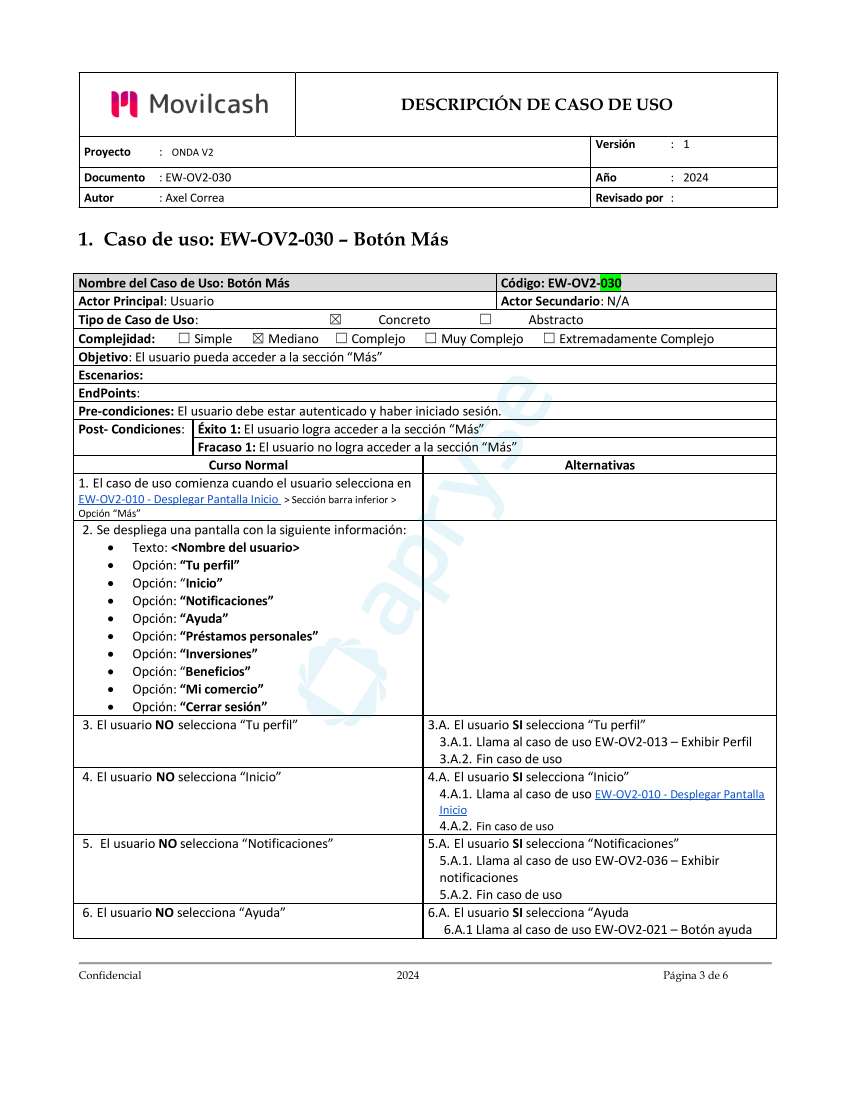 Movilcash
DESCRIPCIÓN DE CASO DE USO
Proyecto : ONDA V2
Versión : 1
Documento : EW-OV2-030
Año : 2024
Autor : Axel Correa
Revisado por :
1. Caso de uso: EW-OV2-030 – Botón Más
Nombre del Caso de Uso: Botón Más
Código: EW-OV2-030
Actor Principal: Usuario
Actor Secundario: N/A
Tipo de Caso de Uso: ☒ Concreto ☐ Abstracto
Complejidad: ☐ Simple ☒ Mediano ☐ Complejo ☐ Muy Complejo ☐ Extremadamente Complejo
Objetivo: El usuario pueda acceder a la sección “Más”
Escenarios:
EndPoints:
Pre-condiciones: El usuario debe estar autenticado y haber iniciado sesión.
Post- Condiciones: Éxito 1: El usuario logra acceder a la sección “Más”
Fracaso 1: El usuario no logra acceder a la sección “Más”
Curso Normal
Alternativas
1. El caso de uso comienza cuando el usuario selecciona en
EW-OV2-010 - Desplegar Pantalla Inicio > Sección barra inferior >
Opción “Más”
2. Se despliega una pantalla con la siguiente información:
• Texto: <Nombre del usuario>
• Opción: “Tu perfil”
• Opción: “Inicio”
• Opción: “Notificaciones”
• Opción: “Ayuda”
• Opción: “Préstamos personales”
• Opción: “Inversiones”
• Opción: “Beneficios”
• Opción: “Mi comercio”
• Opción: “Cerrar sesión”
3. El usuario NO selecciona “Tu perfil”
3.A. El usuario SI selecciona “Tu perfil”
3.A.1. Llama al caso de uso EW-OV2-013 – Exhibir Perfil
3.A.2. Fin caso de uso
4. El usuario NO selecciona “Inicio”
4.A. El usuario SI selecciona “Inicio”
4.A.1. Llama al caso de uso EW-OV2-010 - Desplegar Pantalla
Inicio
4.A.2. Fin caso de uso
5. El usuario NO selecciona “Notificaciones”
5.A. El usuario SI selecciona “Notificaciones”
5.A.1. Llama al caso de uso EW-OV2-036 – Exhibir
notificaciones
5.A.2. Fin caso de uso
6. El usuario NO selecciona “Ayuda”
6.A. El usuario SI selecciona “Ayuda
6.A.1 Llama al caso de uso EW-OV2-021 – Botón ayuda
apryse
Confidencial
2024
Página 3 de 6